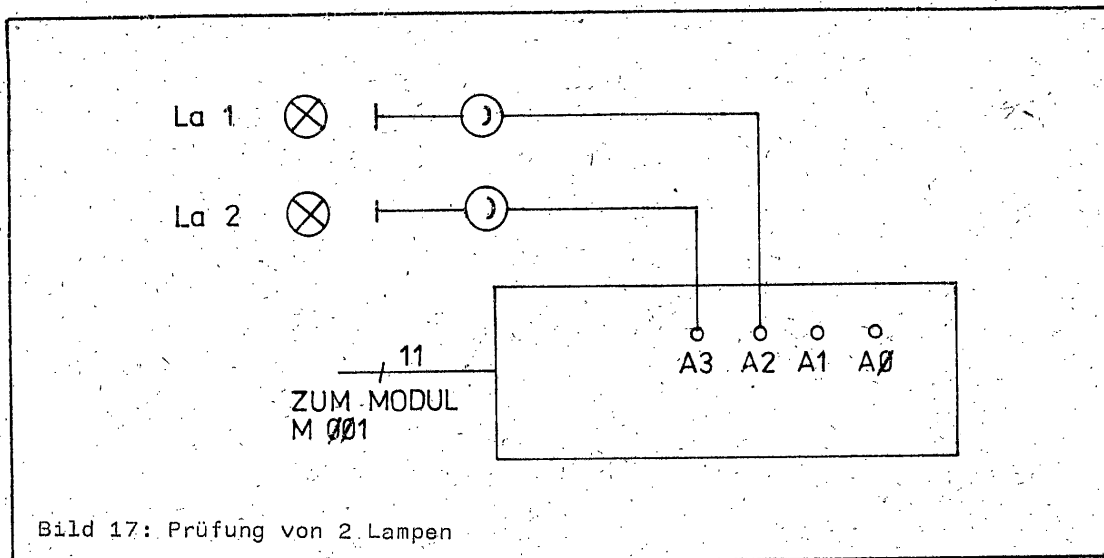 La 1
La 2
A3 A2 A1 AØ
11
ZUM MODUL
M ØØ1
Bild 17: Prüfung von 2 Lampen